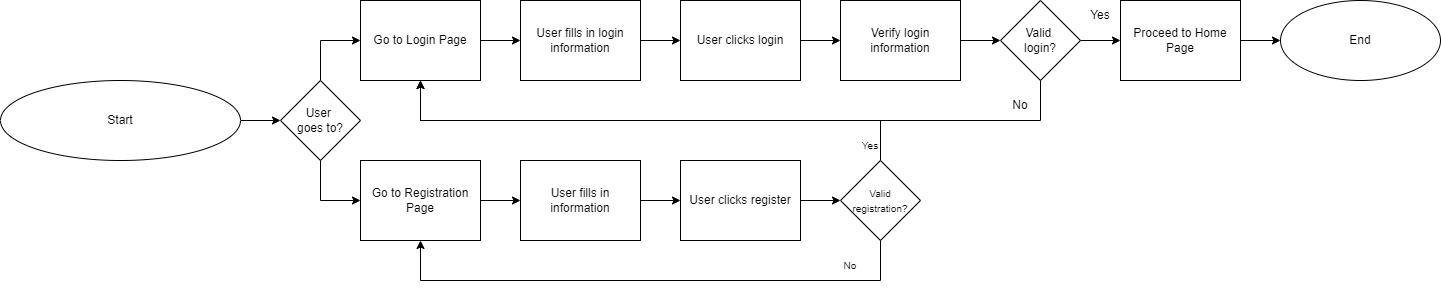 Start
User
goes to?
Go to Login Page
User fills in login
information
User clicks login
Verify login
information
Valid
login?
Yes
No
Proceed to Home
Page
End
Go to Registration
Page
User fills in
information
User clicks register
Valid
registration?
Yes
No